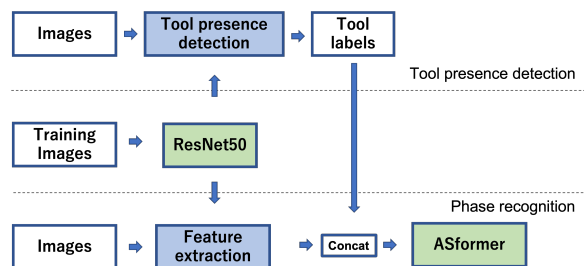 Images
Tool presence
detection
Tool
labels
Tool presence detection
Training
Images
ResNet50
Phase recognition
Images
Feature
extraction
Concat
ASformer